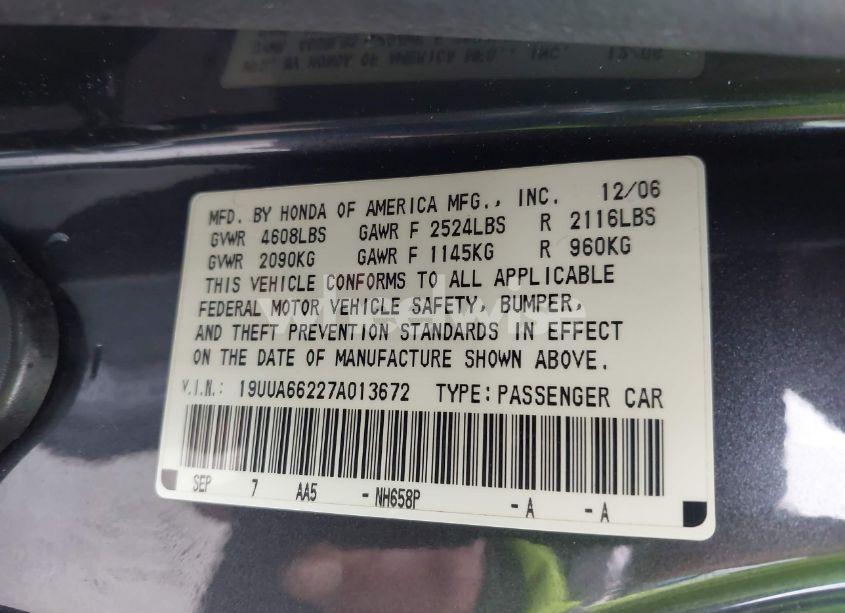 MFD. BY HONDA OF AMERICA MFG., INC. 12/06
GVWR 4608LBS GAWR F 2524LBS R 2116LBS
GVWR 2090KG GAWR F 1145KG R 960KG
THIS VEHICLE CONFORMS TO ALL APPLICABLE
FEDERAL MOTOR VEHICLE SAFETY, BUMPER,
AND THEFT PREVENTION STANDARDS IN EFFECT
ON THE DATE OF MANUFACTURE SHOWN ABOVE.
V.I.N.: 19UUA66227A013672 TYPE: PASSENGER CAR
SEP 7 AA5 - NH658P - A - A